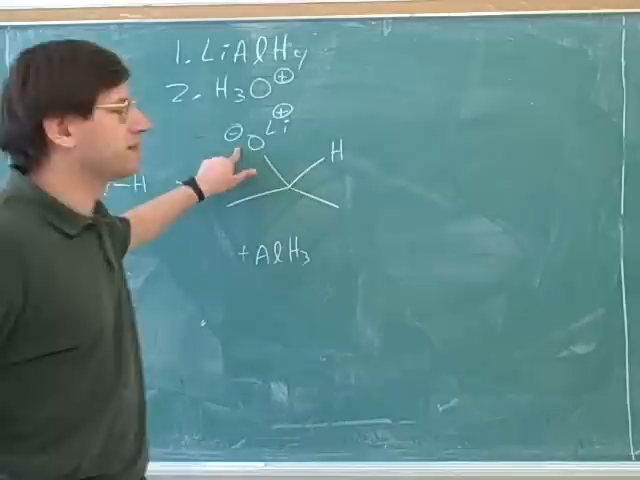 1. LiAlH4
2. H3O⊕
⊖O Li⊕
H
-H
+AlH3